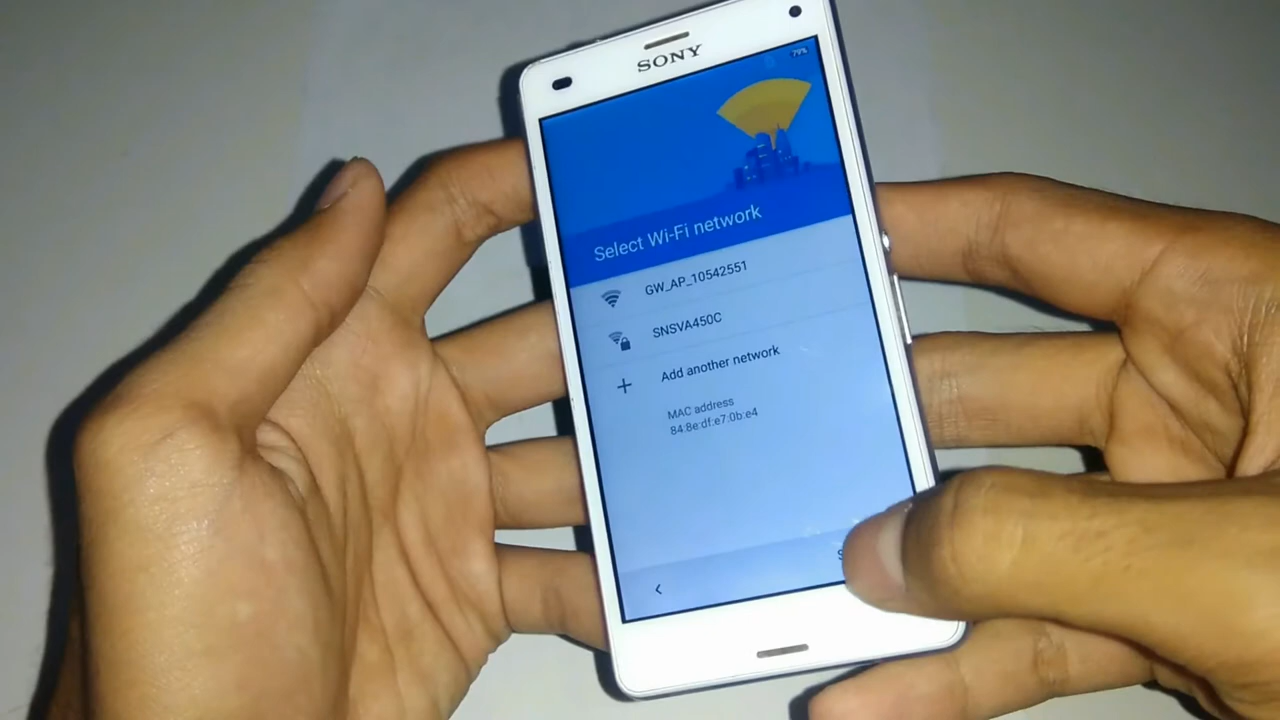 SONY
79%
Select Wi-Fi network
GW_AP_10542551
SNSVA450C
Add another network
MAC address
84:8e:df:e7:0b:e4